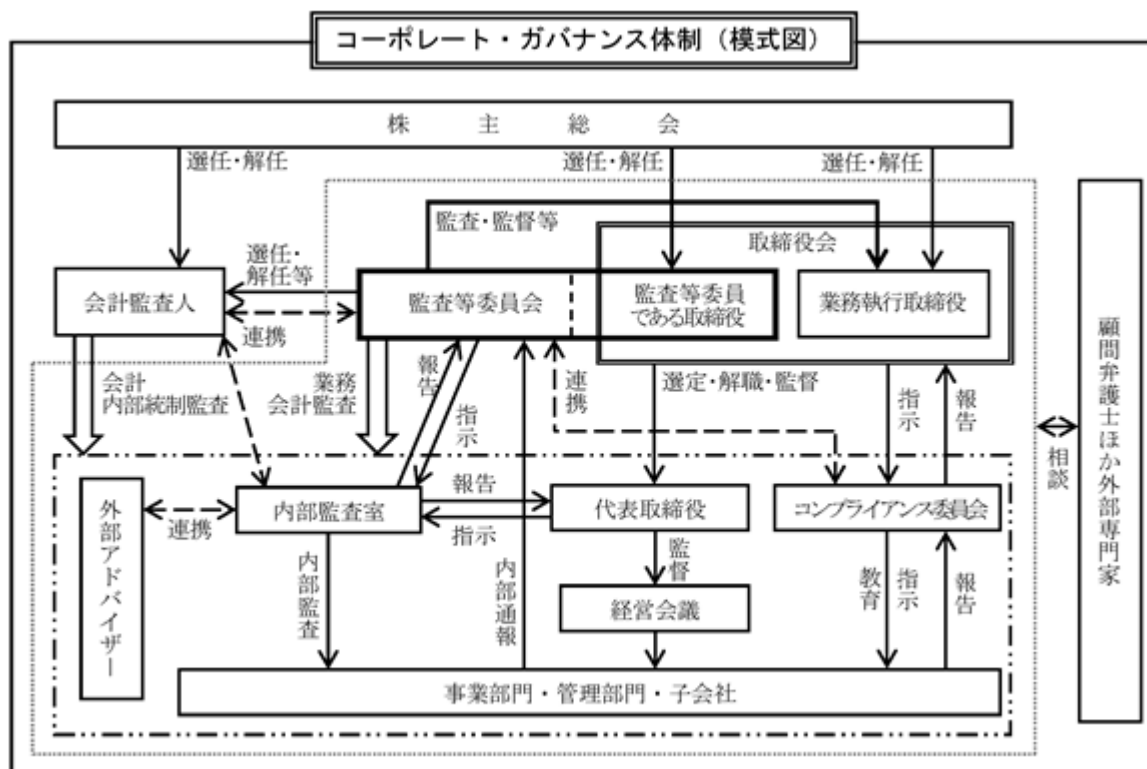 コーポレート・ガバナンス体制（模式図）
株主総会
選任・解任
選任・解任
選任・解任
監査・監督等
取締役会
選任・
解任等
会計監査人
監査等委員会
監査等委員
である取締役
業務執行取締役
連携
会計
内部統制監査
業務
会計監査
報告
指示
連携
選定・解職・監督
指示
報告
顧問弁護士ほか外部専門家
相談
外部アドバイザー
連携
内部監査室
報告
指示
代表取締役
コンプライアンス委員会
内部監査
内部通報
監督
経営会議
教育
指示
報告
事業部門・管理部門・子会社